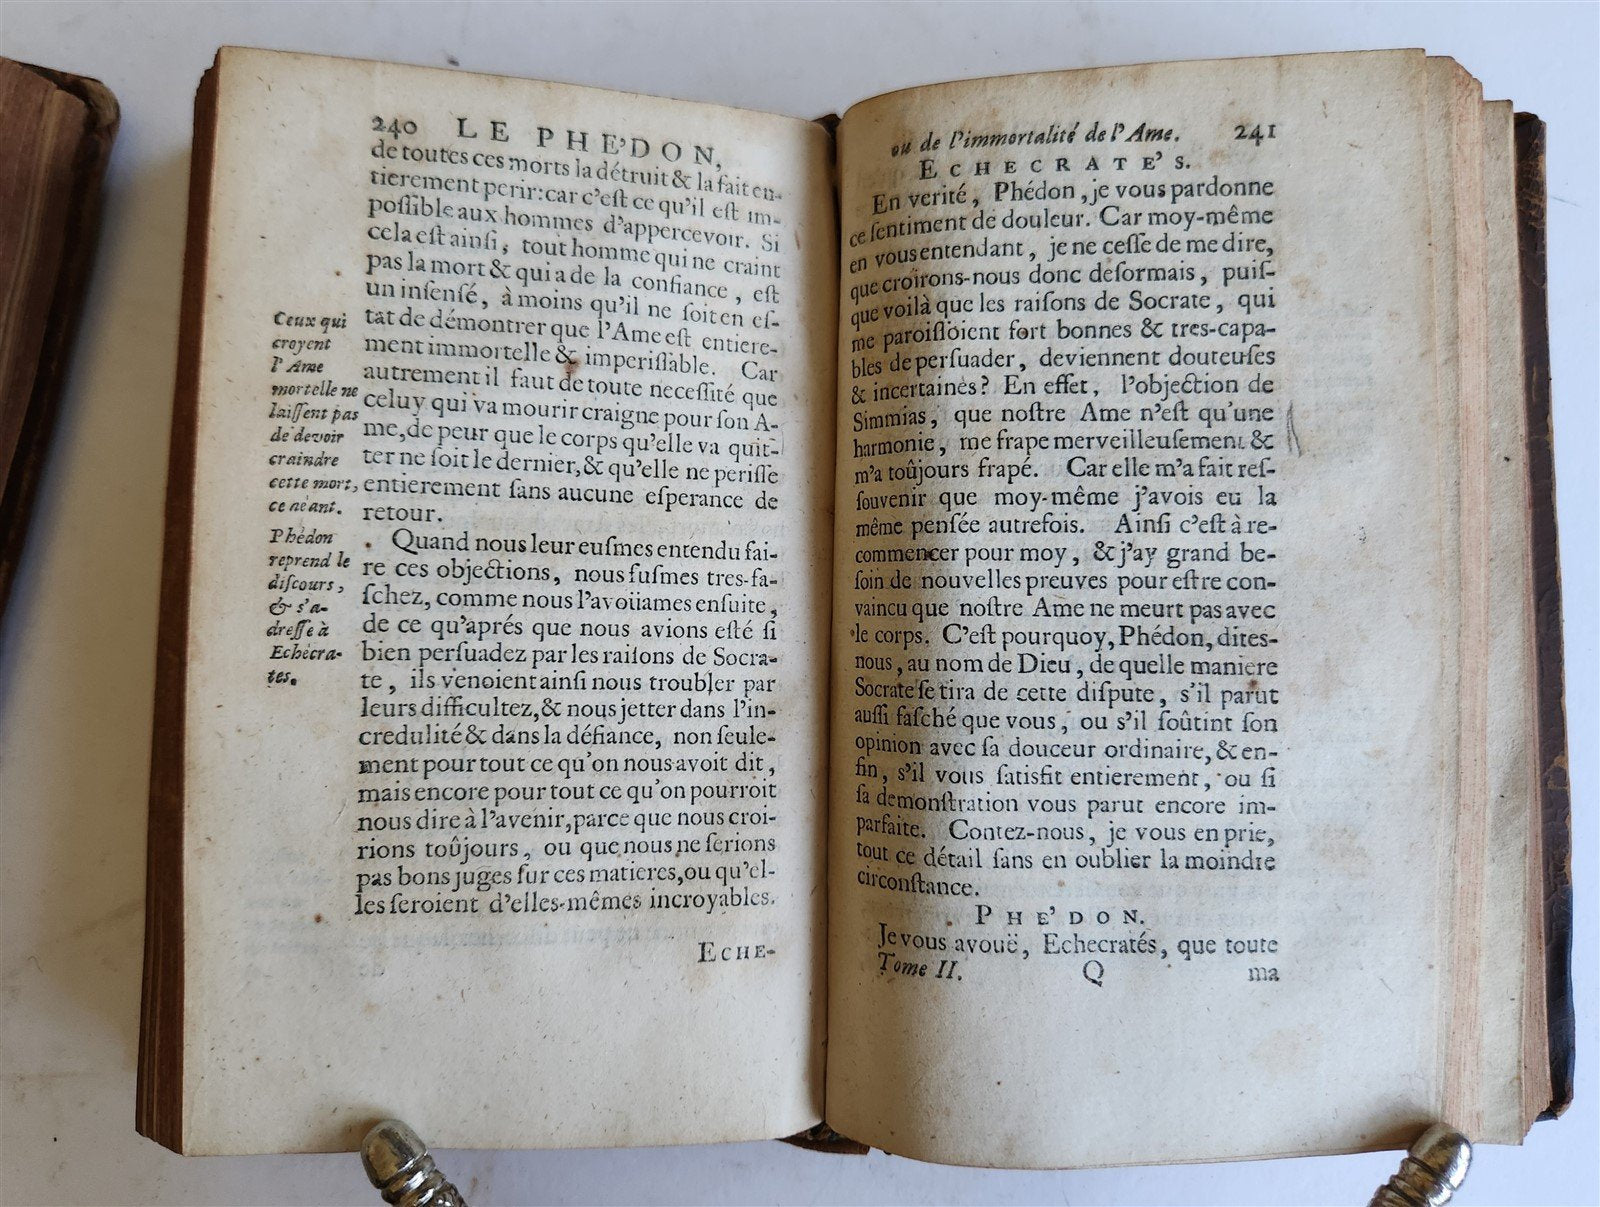 240 LE PHE'DON,
de toutes ces morts la détruit & la fait en-
tierement perir: car c'eſt ce qu'il eſt im-
poſſible aux hommes d'appercevoir. Si
cela eſt ainſi, tout homme qui ne craint
pas la mort & qui a de la confiance, eſt
un inſenſé, à moins qu'il ne ſoit en eſ-
tat de démontrer que l'Ame eſt entiere-
ment immortelle & imperiſſable. Car
autrement il faut de toute neceſſité que
celuy qui va mourir craigne pour ſon A-
me, de peur que le corps qu'elle va quit-
ter ne ſoit le dernier, & qu'elle ne periſſe
entierement ſans aucune eſperance de
retour.
Quand nous leur euſmes entendu fai-
re ces objections, nous fuſmes tres-fa-
ſchez, comme nous l'avoüames enſuite,
de ce qu'aprés que nous avions eſté ſi
bien perſuadez par les raiſons de Socra-
te, ils venoient ainſi nous troubler par
leurs difficultez, & nous jetter dans l'in-
credulité & dans la défiance, non ſeule-
ment pour tout ce qu'on nous avoit dit,
mais encore pour tout ce qu'on pourroit
nous dire à l'avenir, parce que nous croi-
rions toûjours, ou que nous ne ſerions
pas bons juges ſur ces matieres, ou qu'el-
les ſeroient d'elles-mêmes incroyables.
ECHE-
Ceux qui
croyent
l'Ame
mortelle ne
laiſſent pas
de devoir
craindre
cette mort,
ce néant.
Phédon
reprend le
diſcours,
& s'a-
dreſſe à
Echécra-
tes.
ou de l'immortalité de l'Ame. 241
ECHECRATE'S.
En verité, Phédon, je vous pardonne
ce ſentiment de douleur. Car moy-même
en vous entendant, je ne ceſſe de me dire,
que croirons-nous donc deſormais, puiſ-
que voilà que les raiſons de Socrate, qui
me paroiſſoient fort bonnes & tres-capa-
bles de perſuader, deviennent douteuſes
& incertaines? En effet, l'objection de
Simmias, que noſtre Ame n'eſt qu'une
harmonie, me frape merveilleuſement &
m'a toûjours frapé. Car elle m'a fait reſ-
ſouvenir que moy-même j'avois eu la
même penſée autrefois. Ainſi c'eſt à re-
commencer pour moy, & j'ay grand be-
ſoin de nouvelles preuves pour eſtre con-
vaincu que noſtre Ame ne meurt pas avec
le corps. C'eſt pourquoy, Phédon, dites-
nous, au nom de Dieu, de quelle maniere
Socrate ſe tira de cette diſpute, s'il parut
auſſi faſché que vous, ou s'il ſoûtint ſon
opinion avec ſa douceur ordinaire, & en-
fin, s'il vous ſatisfit entierement, ou ſi
ſa demonſtration vous parut encore im-
parfaite. Contez-nous, je vous en prie,
tout ce détail ſans en oublier la moindre
circonſtance.
PHE'DON.
Je vous avouë, Echecratés, que toute
Tome II. Q ma